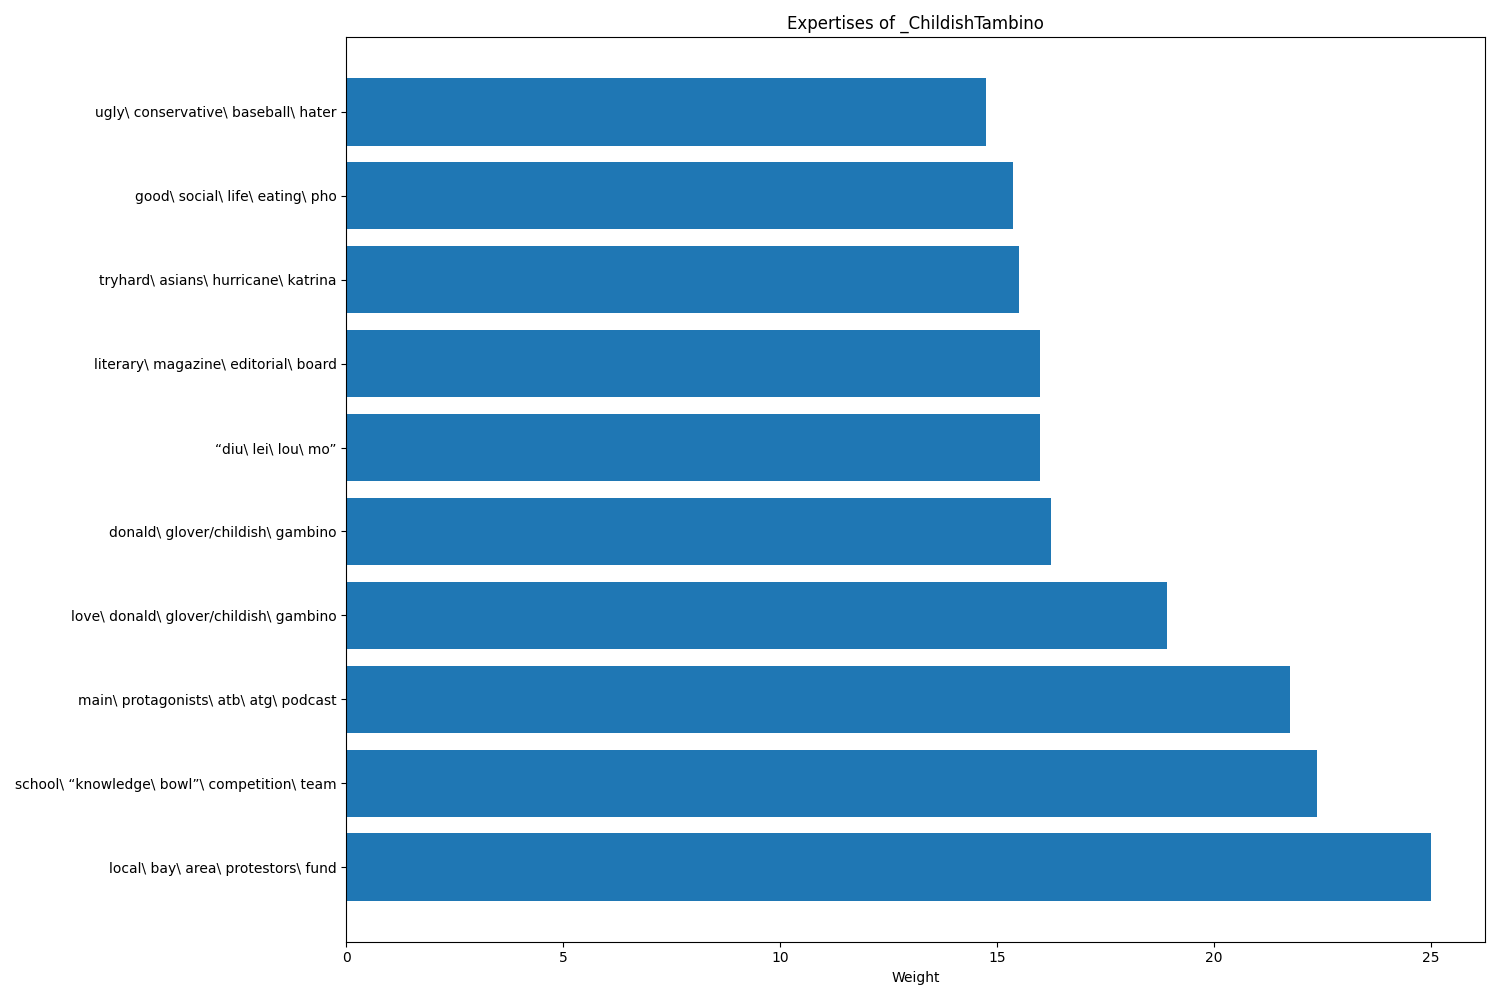 Expertises of _ChildishTambino
ugly\ conservative\ baseball\ hater
good\ social\ life\ eating\ pho
tryhard\ asians\ hurricane\ katrina
literary\ magazine\ editorial\ board
“diu\ lei\ lou\ mo”
donald\ glover/childish\ gambino
love\ donald\ glover/childish\ gambino
main\ protagonists\ atb\ atg\ podcast
school\ “knowledge\ bowl”\ competition\ team
local\ bay\ area\ protestors\ fund
0 5 10 15 20 25
Weight